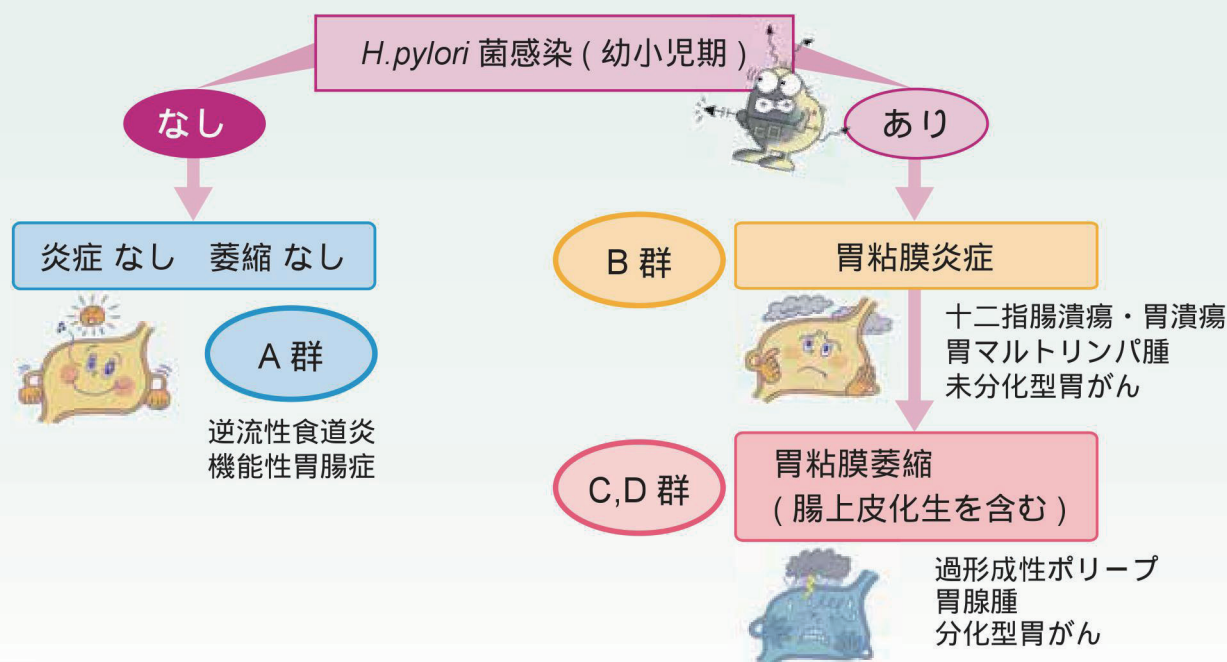 H.pylori 菌感染 ( 幼小児期 )
なし
あり
ピロリ
炎症 なし 萎縮 なし
A 群
逆流性食道炎
機能性胃腸症
B 群
胃粘膜炎症
十二指腸潰瘍・胃潰瘍
胃マルトリンパ腫
未分化型胃がん
C,D 群
胃粘膜萎縮
( 腸上皮化生を含む )
過形成性ポリープ
胃腺腫
分化型胃がん